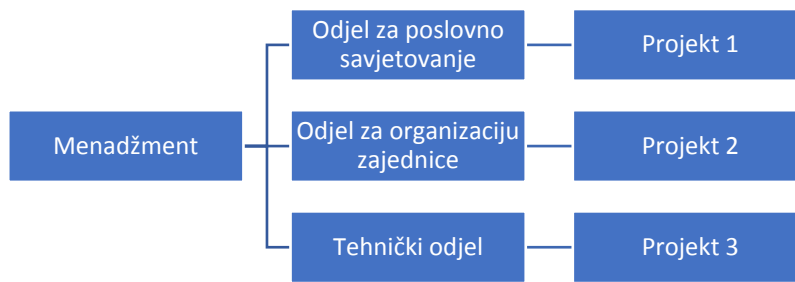 Menadžment
Odjel za poslovno
savjetovanje
Projekt 1
Odjel za organizaciju
zajednice
Projekt 2
Tehnički odjel
Projekt 3